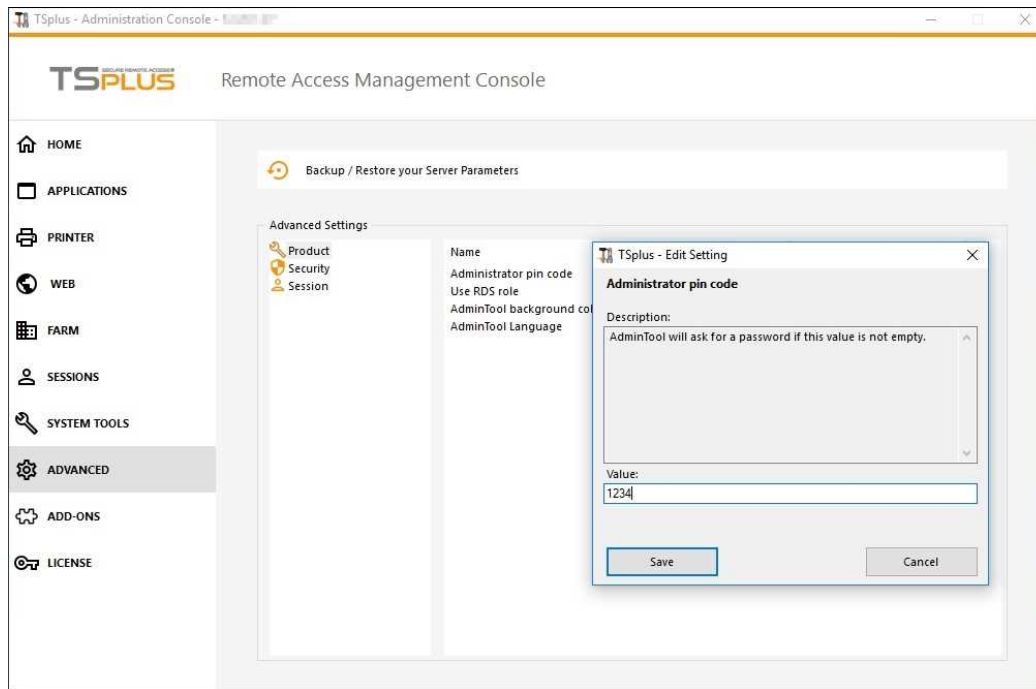 TSplus - Administration Console -
SECURE REMOTE ACCESS
TSPLUS
Remote Access Management Console
HOME
APPLICATIONS
PRINTER
WEB
FARM
SESSIONS
SYSTEM TOOLS
ADVANCED
ADD-ONS
LICENSE
Backup / Restore your Server Parameters
Advanced Settings
Product
Security
Session
Name
Administrator pin code
Use RDS role
AdminTool background col
AdminTool Language
TSplus - Edit Setting
Administrator pin code
Description:
AdminTool will ask for a password if this value is not empty.
Value:
1234
Save
Cancel